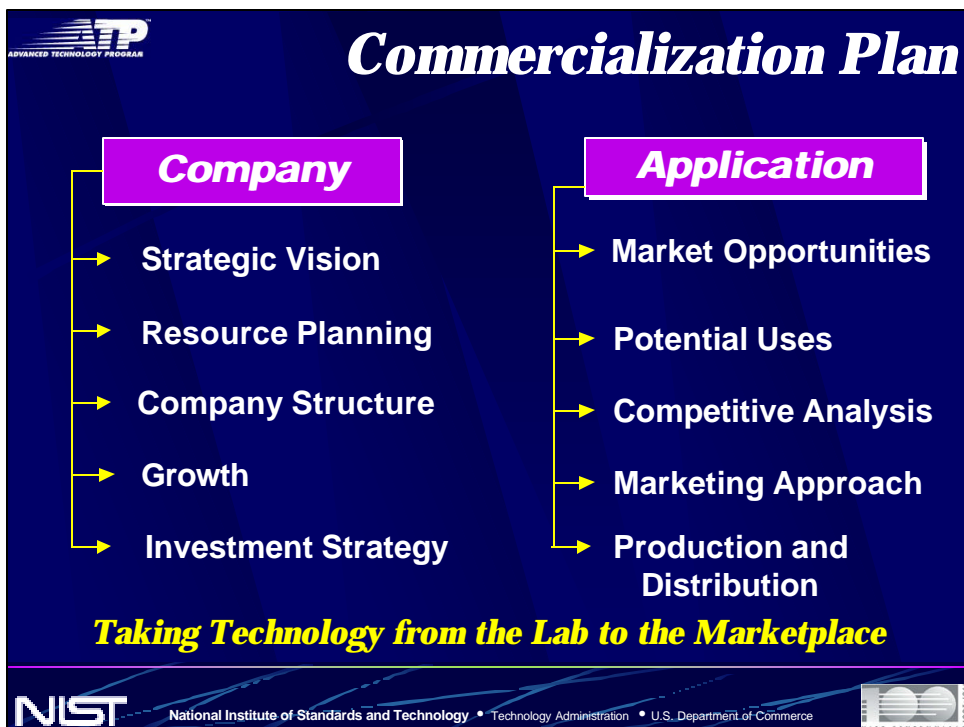 ATP™
ADVANCED TECHNOLOGY PROGRAM
Commercialization Plan
Company
Strategic Vision
Resource Planning
Company Structure
Growth
Investment Strategy
Application
Market Opportunities
Potential Uses
Competitive Analysis
Marketing Approach
Production and
Distribution
Taking Technology from the Lab to the Marketplace
NIST
National Institute of Standards and Technology • Technology Administration • U.S. Department of Commerce
100